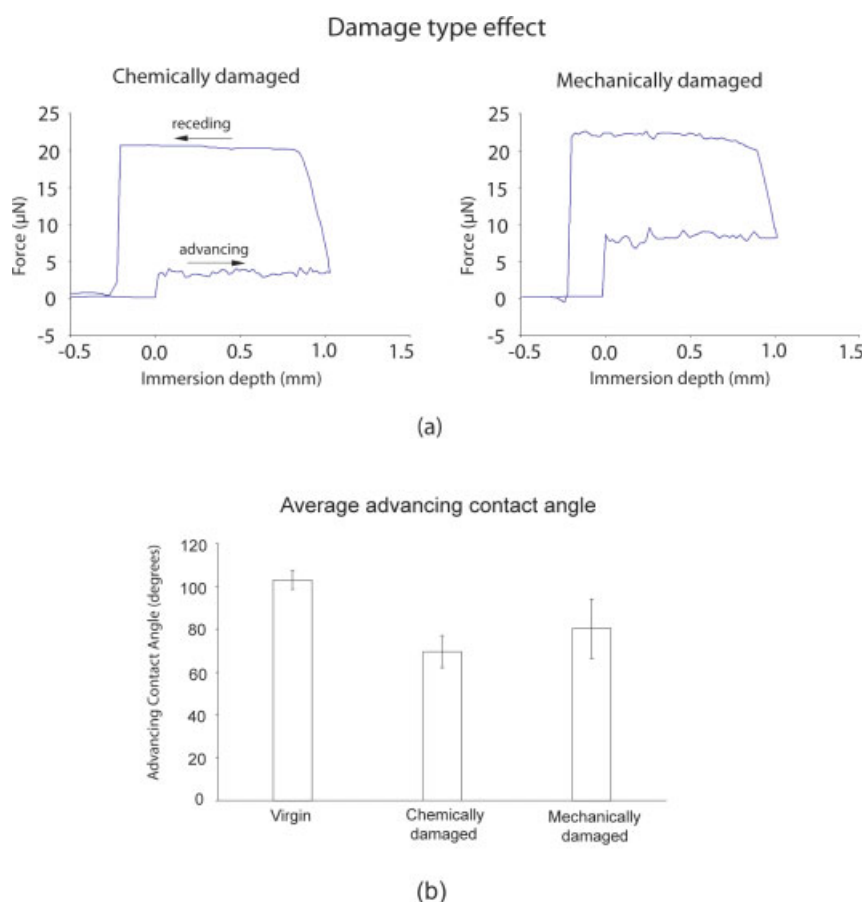 Damage type effect
Chemically damaged
Mechanically damaged
Force (µN)
25
20
15
10
5
0
-5
receding
advancing
-0.5
0.0
0.5
1.0
1.5
Immersion depth (mm)
Force (µN)
25
20
15
10
5
0
-5
-0.5
0.0
0.5
1.0
1.5
Immersion depth (mm)
(a)
Average advancing contact angle
Advancing Contact Angle (degrees)
120
100
80
60
40
20
0
Virgin
Chemically
damaged
Mechanically
damaged
(b)